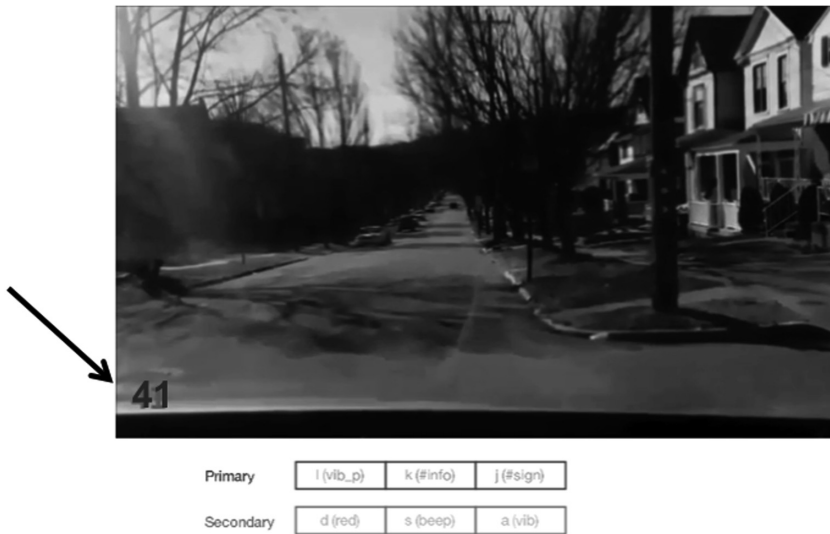 41
Primary l (vib_p) k (#info) j (#sign)
Secondary d (red) s (beep) a (vib)